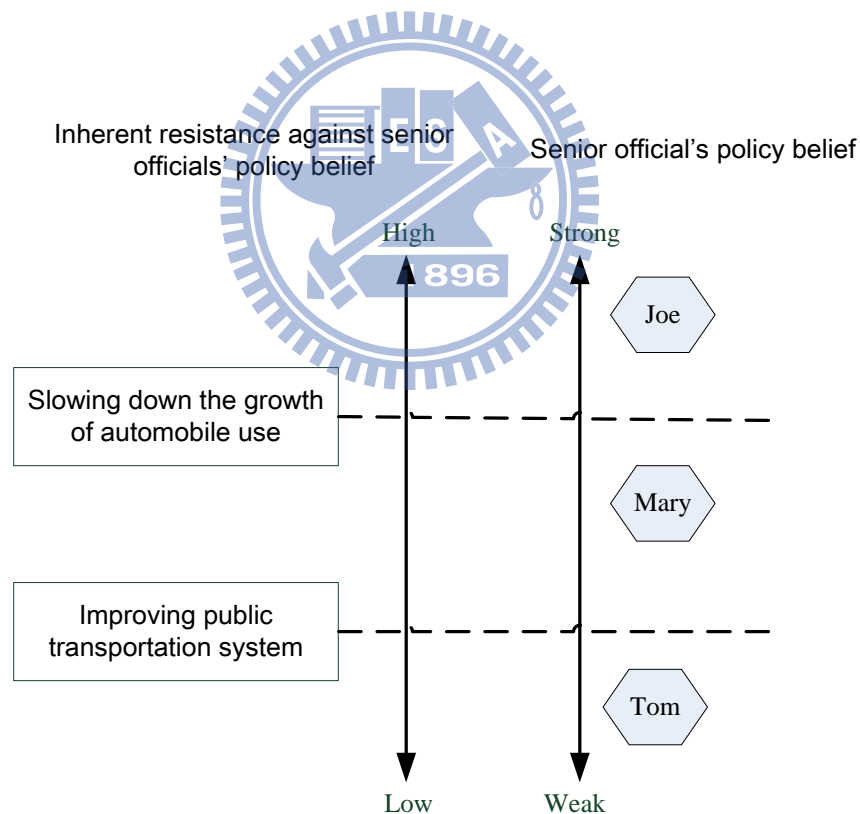 Inherent resistance against senior
officials' policy belief
Senior official's policy belief
E C A
1896
High
Strong
Joe
Slowing down the growth
of automobile use
Mary
Improving public
transportation system
Tom
Low
Weak